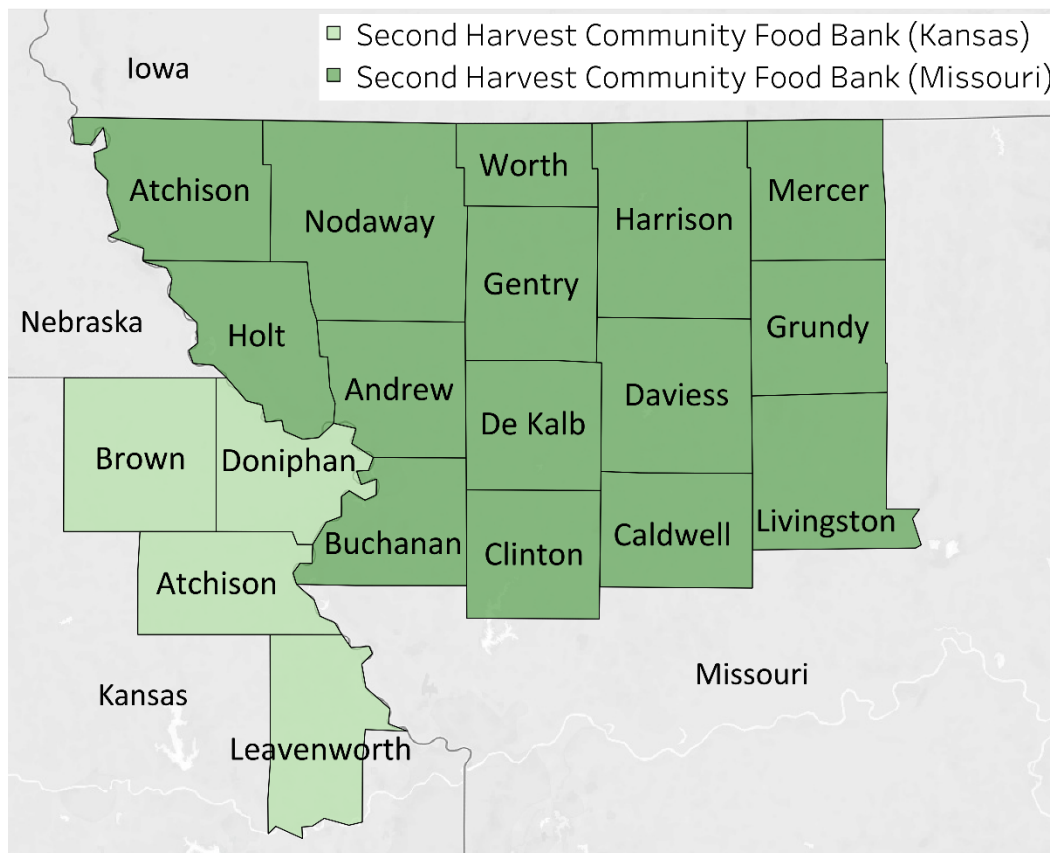 Second Harvest Community Food Bank (Kansas)
Second Harvest Community Food Bank (Missouri)
Iowa
Worth
Atchison
Mercer
Nodaway
Harrison
Gentry
Nebraska
Holt
Grundy
Andrew
Daviess
De Kalb
Brown
Doniphan
Livingston
Buchanan
Caldwell
Clinton
Atchison
Missouri
Kansas
Leavenworth